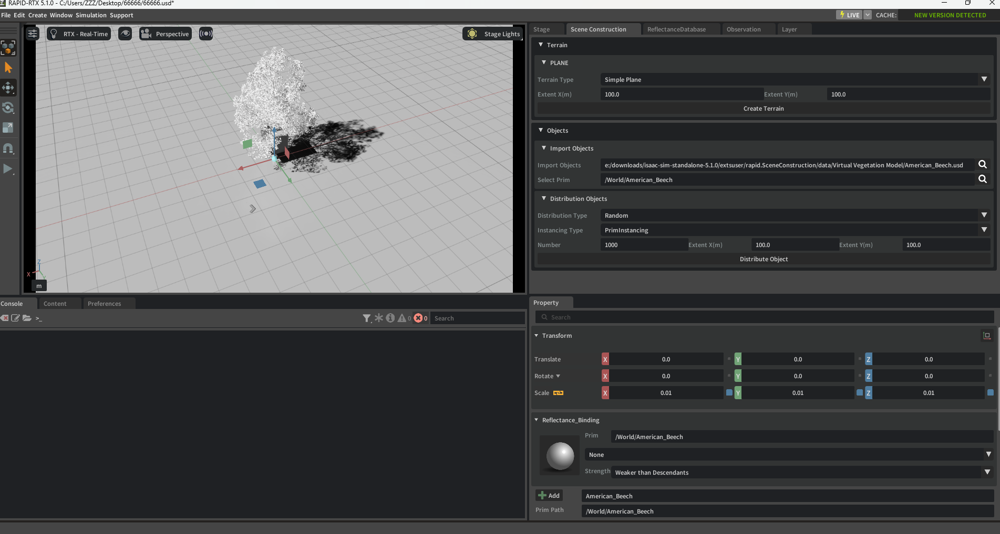 RAPID-RTX 5.1.0 - C:/Users/ZZZ/Desktop/66666/66666.usd*
File Edit Create Window Simulation Support
LIVE CACHE: NEW VERSION DETECTED
RTX - Real-Time
Perspective
Stage Lights
Z
X
Y
m
Stage Scene Construction ReflectanceDatabase Observation Layer
Terrain
PLANE
Terrain Type Simple Plane
Extent X(m) 100.0 Extent Y(m) 100.0
Create Terrain
Objects
Import Objects
Import Objects e:/downloads/isaac-sim-standalone-5.1.0/extsuser/rapid.SceneConstruction/data/Virtual Vegetation Model/American_Beech.usd
Select Prim /World/American_Beech
Distribution Objects
Distribution Type Random
Instancing Type PrimInstancing
Number 1000 Extent X(m) 100.0 Extent Y(m) 100.0
Distribute Object
Console Content Preferences
>_ 0 0 Search
Property
Search
Transform
Translate X 0.0 Y 0.0 Z 0.0
Rotate X 0.0 Y 0.0 Z 0.0
Scale X 0.01 Y 0.01 Z 0.01
Reflectance_Binding
Prim /World/American_Beech
None
Strength Weaker than Descendants
Add American_Beech
Prim Path /World/American_Beech